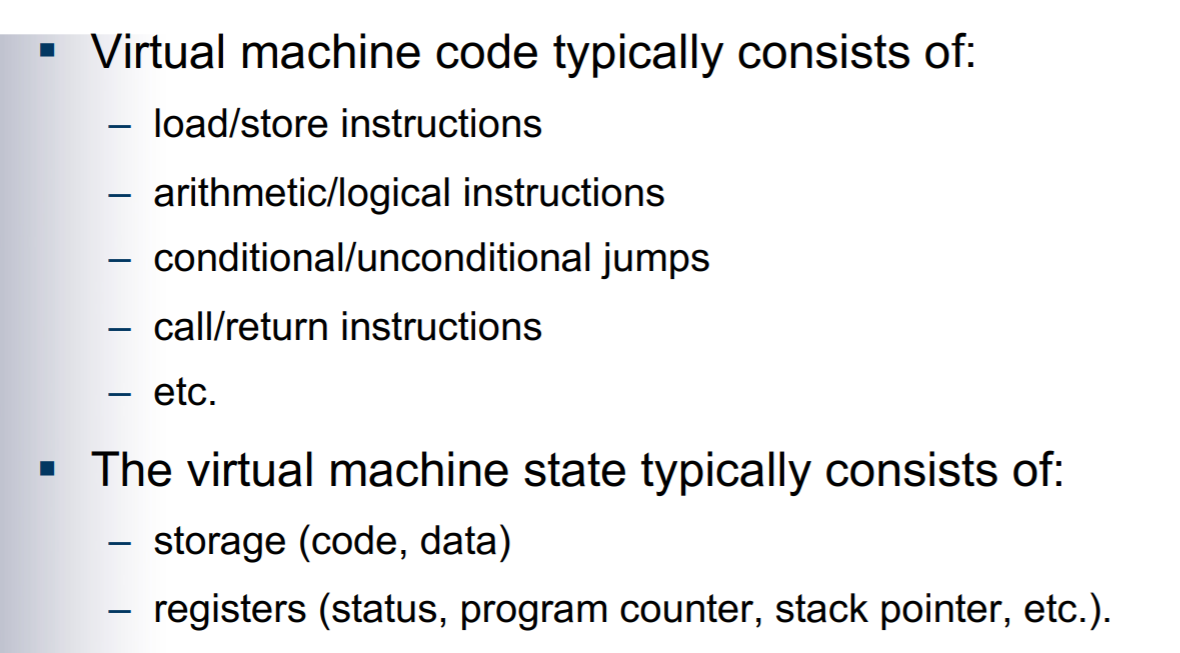 ▪ Virtual machine code typically consists of:
– load/store instructions
– arithmetic/logical instructions
– conditional/unconditional jumps
– call/return instructions
– etc.
▪ The virtual machine state typically consists of:
– storage (code, data)
– registers (status, program counter, stack pointer, etc.).